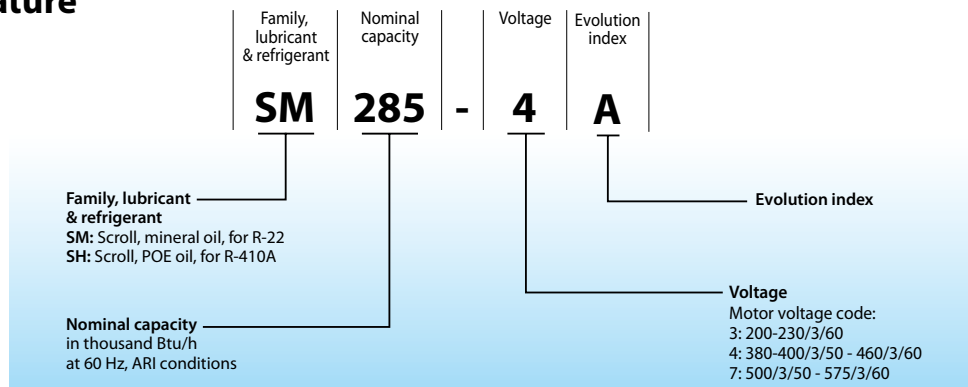 Family,
lubricant
& refrigerant
Nominal
capacity
Voltage
Evolution
index
SM 285 - 4 A
Family, lubricant
& refrigerant
SM: Scroll, mineral oil, for R-22
SH: Scroll, POE oil, for R-410A
Evolution index
Nominal capacity
in thousand Btu/h
at 60 Hz, ARI conditions
Voltage
Motor voltage code:
3: 200-230/3/60
4: 380-400/3/50 - 460/3/60
7: 500/3/50 - 575/3/60